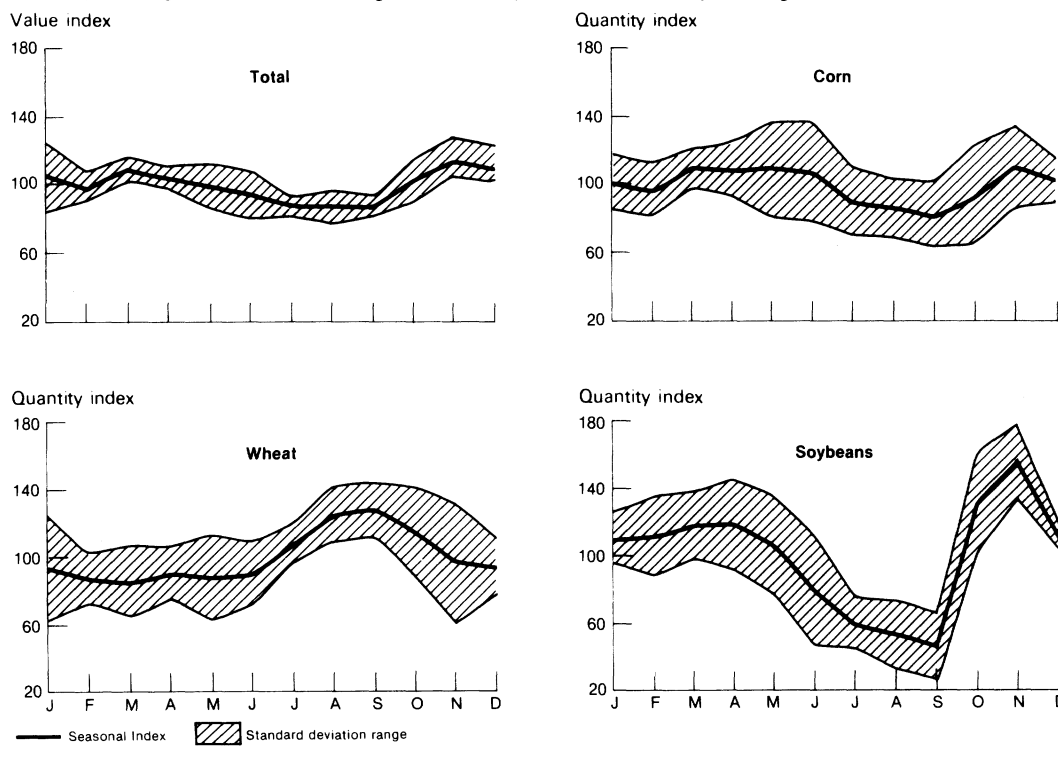 Value index
180
140
100
60
20
Total
Quantity index
180
140
100
60
20
Corn
Quantity index
180
140
100
60
20
Wheat
J F M A M J J A S O N D
Quantity index
180
140
100
60
20
Soybeans
J F M A M J J A S O N
Seasonal Index
Standard deviation range